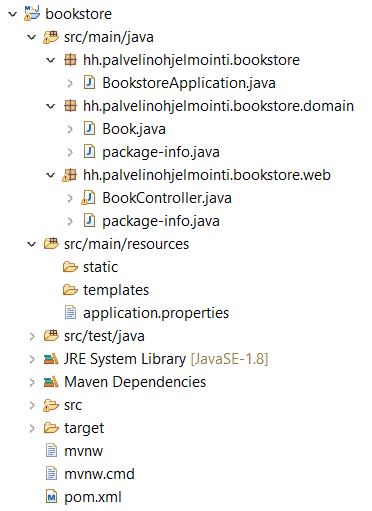 bookstore
src/main/java
hh.palvelinohjelmointi.bookstore
BookstoreApplication.java
hh.palvelinohjelmointi.bookstore.domain
Book.java
package-info.java
hh.palvelinohjelmointi.bookstore.web
BookController.java
package-info.java
src/main/resources
static
templates
application.properties
src/test/java
JRE System Library [JavaSE-1.8]
Maven Dependencies
src
target
mvnw
mvnw.cmd
pom.xml